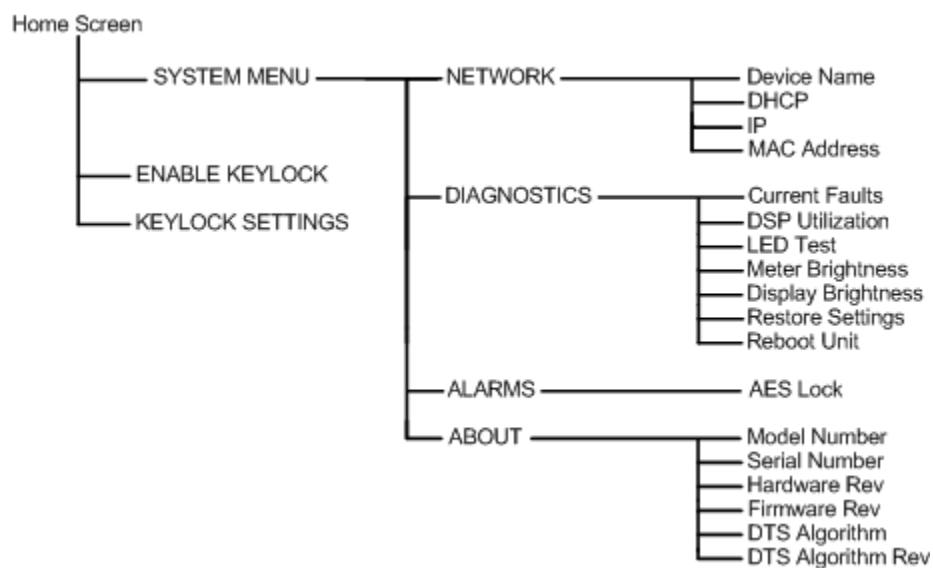 Home Screen
SYSTEM MENU
NETWORK
Device Name
DHCP
IP
MAC Address
ENABLE KEYLOCK
KEYLOCK SETTINGS
DIAGNOSTICS
Current Faults
DSP Utilization
LED Test
Meter Brightness
Display Brightness
Restore Settings
Reboot Unit
ALARMS
AES Lock
ABOUT
Model Number
Serial Number
Hardware Rev
Firmware Rev
DTS Algorithm
DTS Algorithm Rev